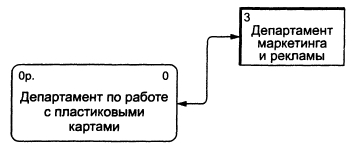 3
Департамент
маркетинга
и рекламы
0р. 0
Департамент по работе
с пластиковыми
картами